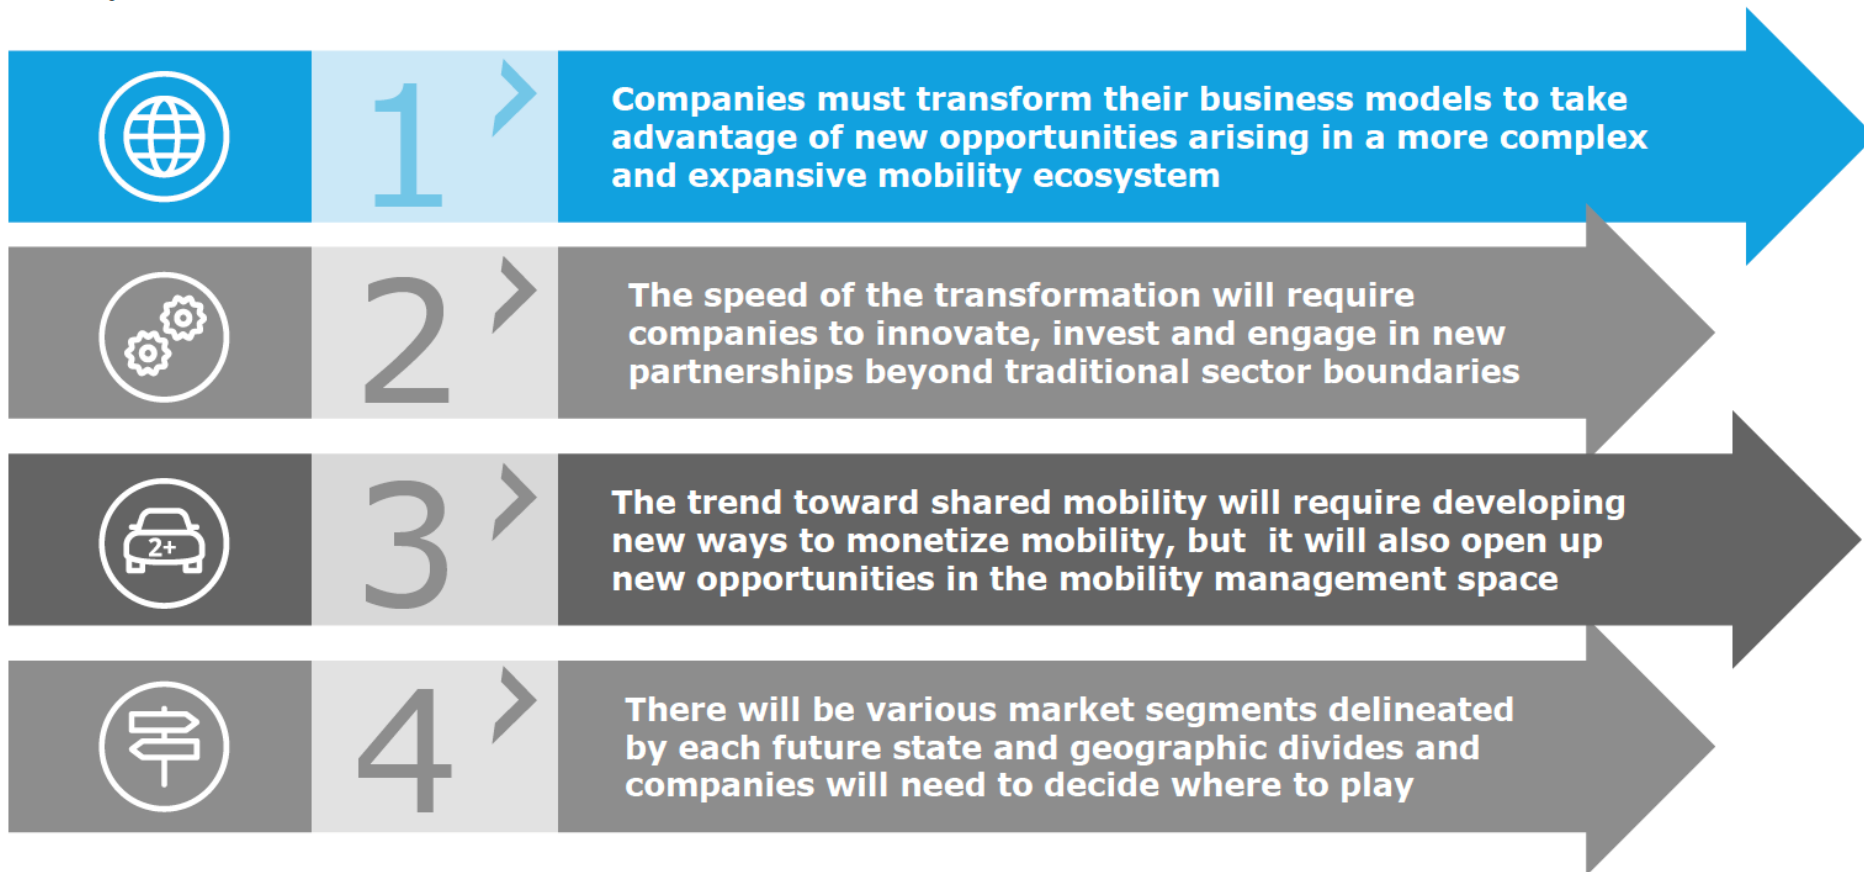 1
Companies must transform their business models to take
advantage of new opportunities arising in a more complex
and expansive mobility ecosystem
2
The speed of the transformation will require
companies to innovate, invest and engage in new
partnerships beyond traditional sector boundaries
2+
3
The trend toward shared mobility will require developing
new ways to monetize mobility, but  it will also open up
new opportunities in the mobility management space
4
There will be various market segments delineated
by each future state and geographic divides and
companies will need to decide where to play